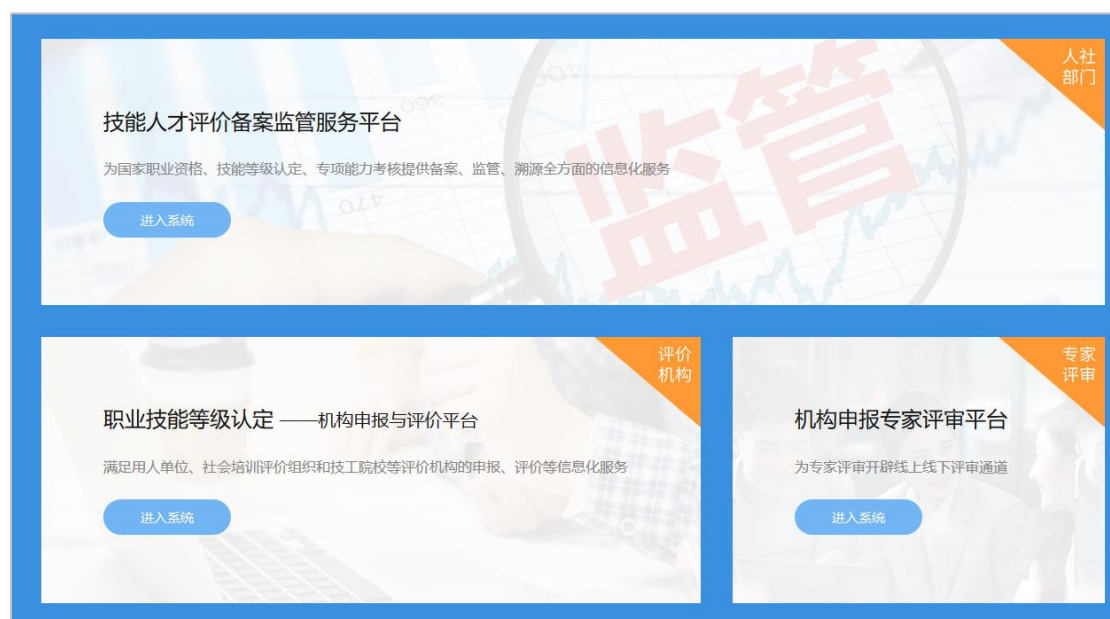 人社
部门
技能人才评价备案监管服务平台
为国家职业资格、技能等级认定、专项能力考核提供备案、监管、溯源全方面的信息化服务
进入系统
监管
评价
机构
职业技能等级认定 ——机构申报与评价平台
满足用人单位、社会培训评价组织和技工院校等评价机构的申报、评价等信息化服务
进入系统
专家
评审
机构申报专家评审平台
为专家评审开辟线上线下评审通道
进入系统